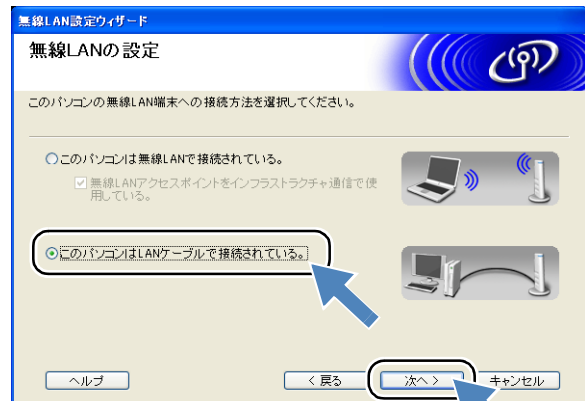 無線LAN設定ウィザード
無線LANの設定
このパソコンの無線LAN端末への接続方法を選択してください。
このパソコンは無線LANで接続されている。
無線LANアクセスポイントをインフラストラクチャ通信で使
用している。
このパソコンはLANケーブルで接続されている。
ヘルプ
< 戻る
次へ >
キャンセル